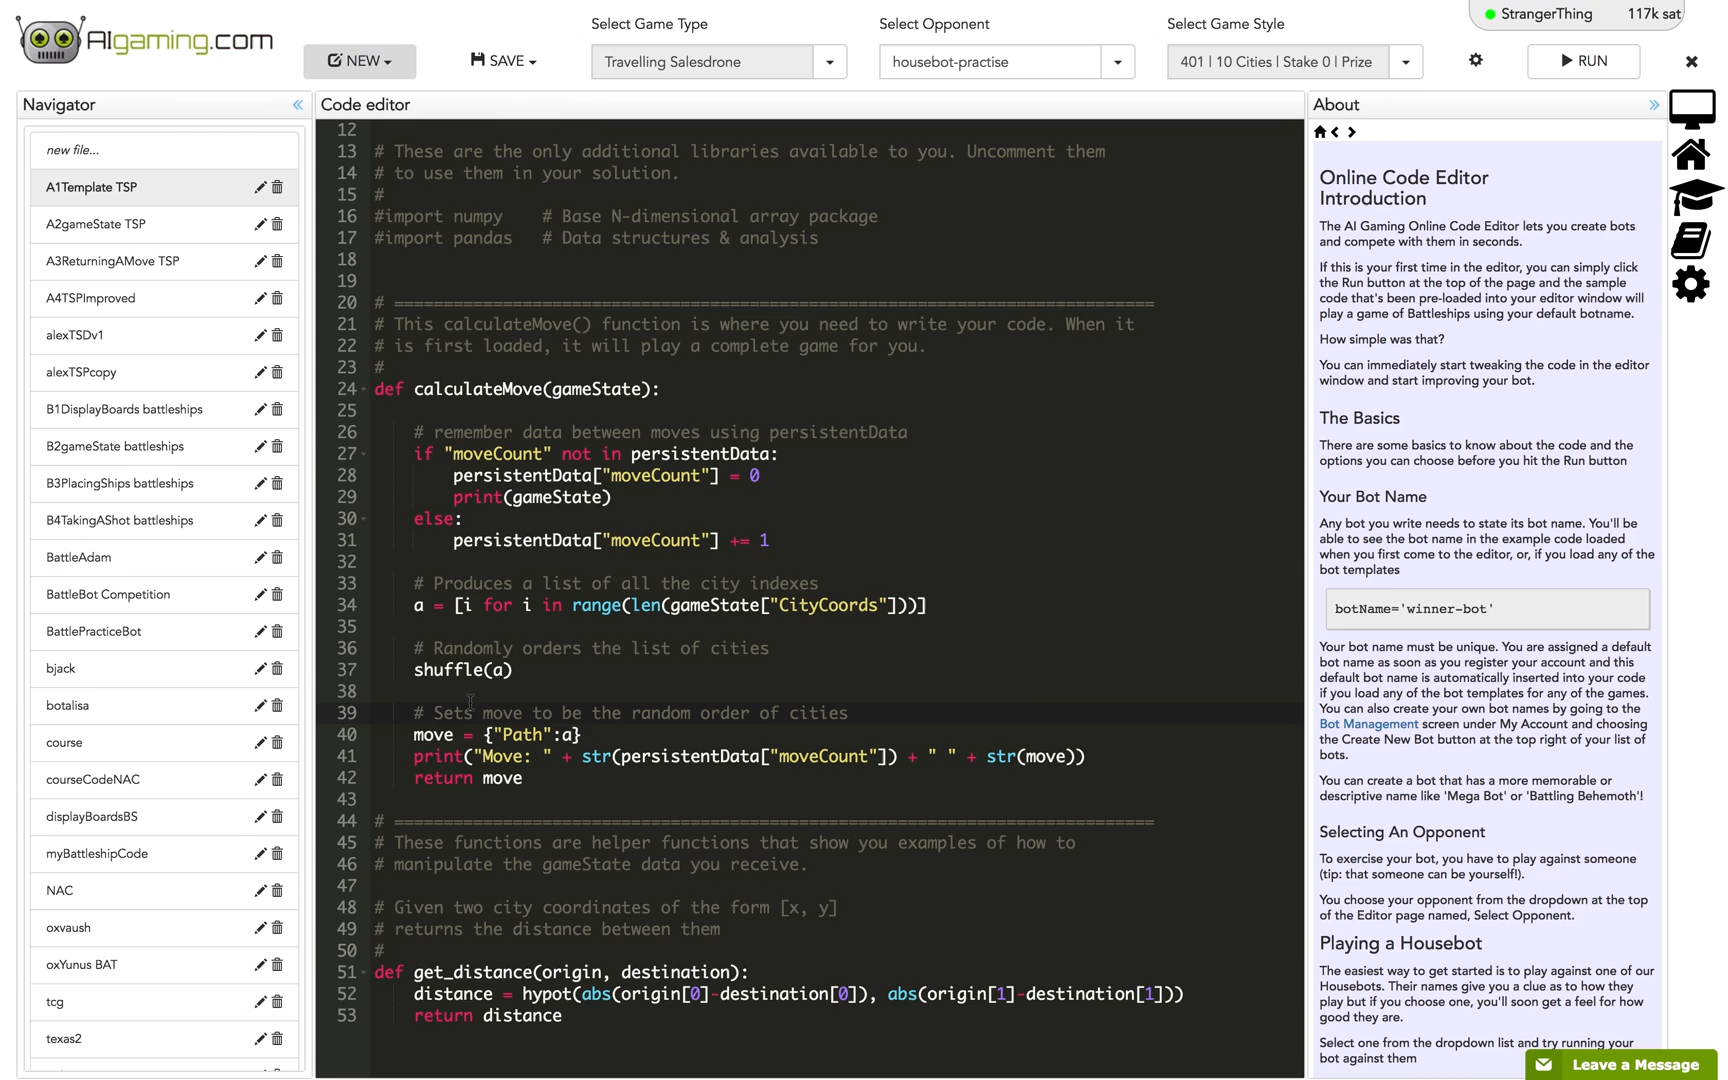 AIgaming.com
NEW
SAVE
Select Game Type
Travelling Salesdrone
Select Opponent
housebot-practise
Select Game Style
401 | 10 Cities | Stake 0 | Prize
StrangerThing 117k sat
RUN
Navigator
new file...
A1Template TSP
A2gameState TSP
A3ReturningAMove TSP
A4TSPImproved
alexTSDv1
alexTSPcopy
B1DisplayBoards battleships
B2gameState battleships
B3PlacingShips battleships
B4TakingAShot battleships
BattleAdam
BattleBot Competition
BattlePracticeBot
bjack
botalisa
course
courseCodeNAC
displayBoardsBS
myBattleshipCode
NAC
oxvaush
oxYunus BAT
tcg
texas2
Code editor
12
13 # These are the only additional libraries available to you. Uncomment them
14 # to use them in your solution.
15 #
16 #import numpy    # Base N-dimensional array package
17 #import pandas   # Data structures & analysis
18
19
20 # =============================================================================
21 # This calculateMove() function is where you need to write your code. When it
22 # is first loaded, it will play a complete game for you.
23 #
24 def calculateMove(gameState):
25
26     # remember data between moves using persistentData
27     if "moveCount" not in persistentData:
28         persistentData["moveCount"] = 0
29         print(gameState)
30     else:
31         persistentData["moveCount"] += 1
32
33     # Produces a list of all the city indexes
34     a = [i for i in range(len(gameState["CityCoords"]))]
35
36     # Randomly orders the list of cities
37     shuffle(a)
38
39     # Sets move to be the random order of cities
40     move = {"Path":a}
41     print("Move: " + str(persistentData["moveCount"]) + " " + str(move))
42     return move
43
44 # =============================================================================
45 # These functions are helper functions that show you examples of how to
46 # manipulate the gameState data you receive.
47
48 # Given two city coordinates of the form [x, y]
49 # returns the distance between them
50 #
51 def get_distance(origin, destination):
52     distance = hypot(abs(origin[0]-destination[0]), abs(origin[1]-destination[1]))
53     return distance
About
Online Code Editor
Introduction
The AI Gaming Online Code Editor lets you create bots
and compete with them in seconds.
If this is your first time in the editor, you can simply click
the Run button at the top of the page and the sample
code that's been pre-loaded into your editor window will
play a game of Battleships using your default botname.
How simple was that?
You can immediately start tweaking the code in the editor
window and start improving your bot.
The Basics
There are some basics to know about the code and the
options you can choose before you hit the Run button
Your Bot Name
Any bot you write needs to state its bot name. You'll be
able to see the bot name in the example code loaded
when you first come to the editor, or, if you load any of the
bot templates
botName='winner-bot'
Your bot name must be unique. You are assigned a default
bot name as soon as you register your account and this
default bot name is automatically inserted into your code
if you load any of the bot templates for any of the games.
You can also create your own bot names by going to the
Bot Management screen under My Account and choosing
the Create New Bot button at the top right of your list of
bots.
You can create a bot that has a more memorable or
descriptive name like 'Mega Bot' or 'Battling Behemoth'!
Selecting An Opponent
To exercise your bot, you have to play against someone
(tip: that someone can be yourself!).
You choose your opponent from the dropdown at the top
of the Editor page named, Select Opponent.
Playing a Housebot
The easiest way to get started is to play against one of our
Housebots. Their names give you a clue as to how they
play but if you choose one, you'll soon get a feel for how
good they are.
Select one from the dropdown list and try running your
bot against them
Leave a Message